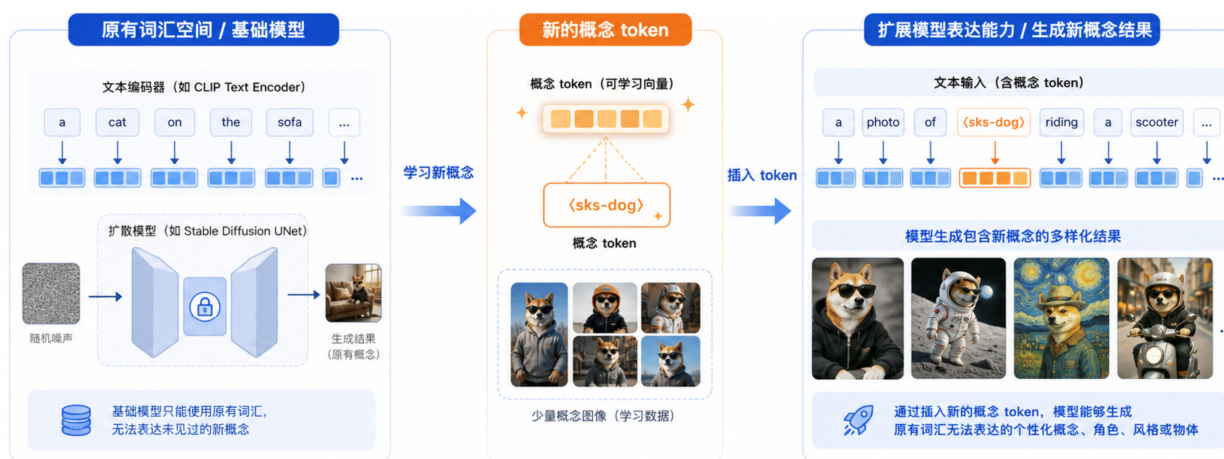 原有词汇空间 / 基础模型
文本编码器（如 CLIP Text Encoder）
a cat on the sofa ...
...
扩散模型（如 Stable Diffusion UNet）
随机噪声
生成结果
（原有概念）
基础模型只能使用原有词汇，
无法表达未见过的新概念
学习新概念
新的概念 token
概念 token（可学习向量）
〈sks-dog〉
概念 token
少量概念图像（学习数据）
插入 token
扩展模型表达能力 / 生成新概念结果
文本输入（含概念 token）
a photo of 〈sks-dog〉 riding a scooter ...
...
模型生成包含新概念的多样化结果
通过插入新的概念 token，模型能够生成
原有词汇无法表达的个性化概念、角色、风格或物体